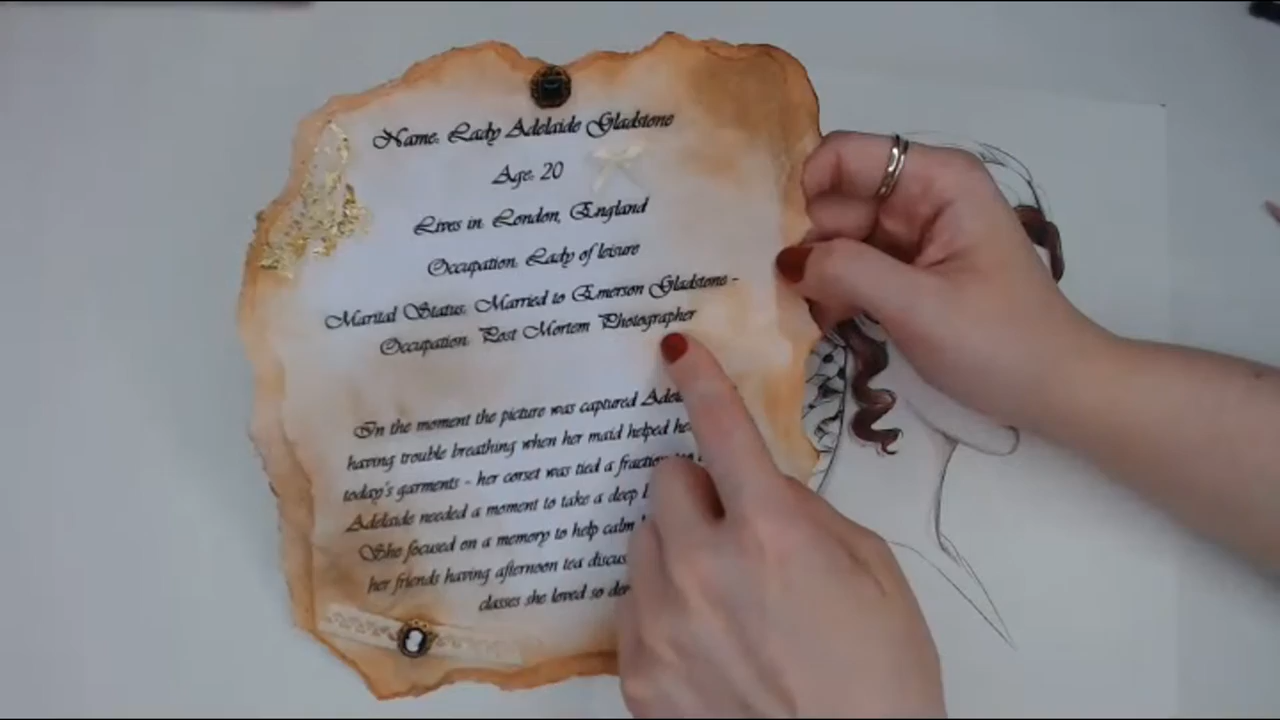 Name: Lady Adelaide Gladstone
Age: 20
Lives in: London, England
Occupation: Lady of leisure
Marital Status: Married to Emerson Gladstone -
Occupation: Post Mortem Photographer
In the moment the picture was captured
having trouble breathing when her maid helped
today's garments - her corset was tied a
Adelaide needed a moment to take a deep
She focused on a memory to help calm
her friends having afternoon tea
classes she loved so